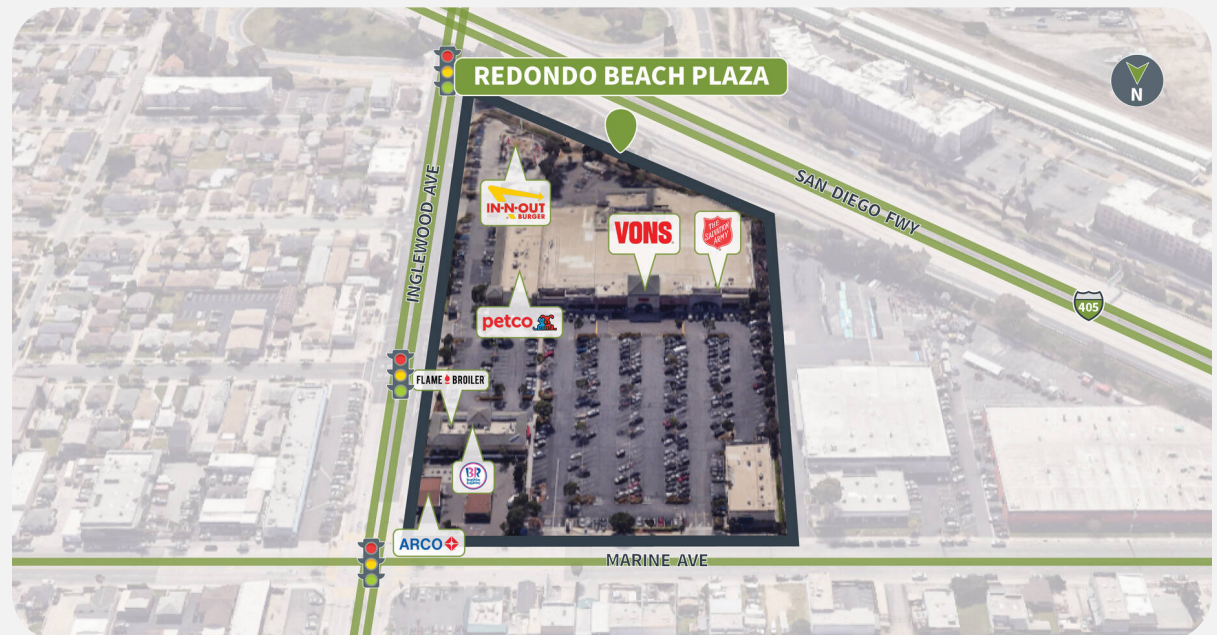 REDONDO BEACH PLAZA
N
IN-N-OUT
BURGER
INGLEWOOD AVE
SAN DIEGO FWY
VONS
THE
SALVATION
ARMY
405
petco
FLAME BROILER
BR
ARCO
MARINE AVE